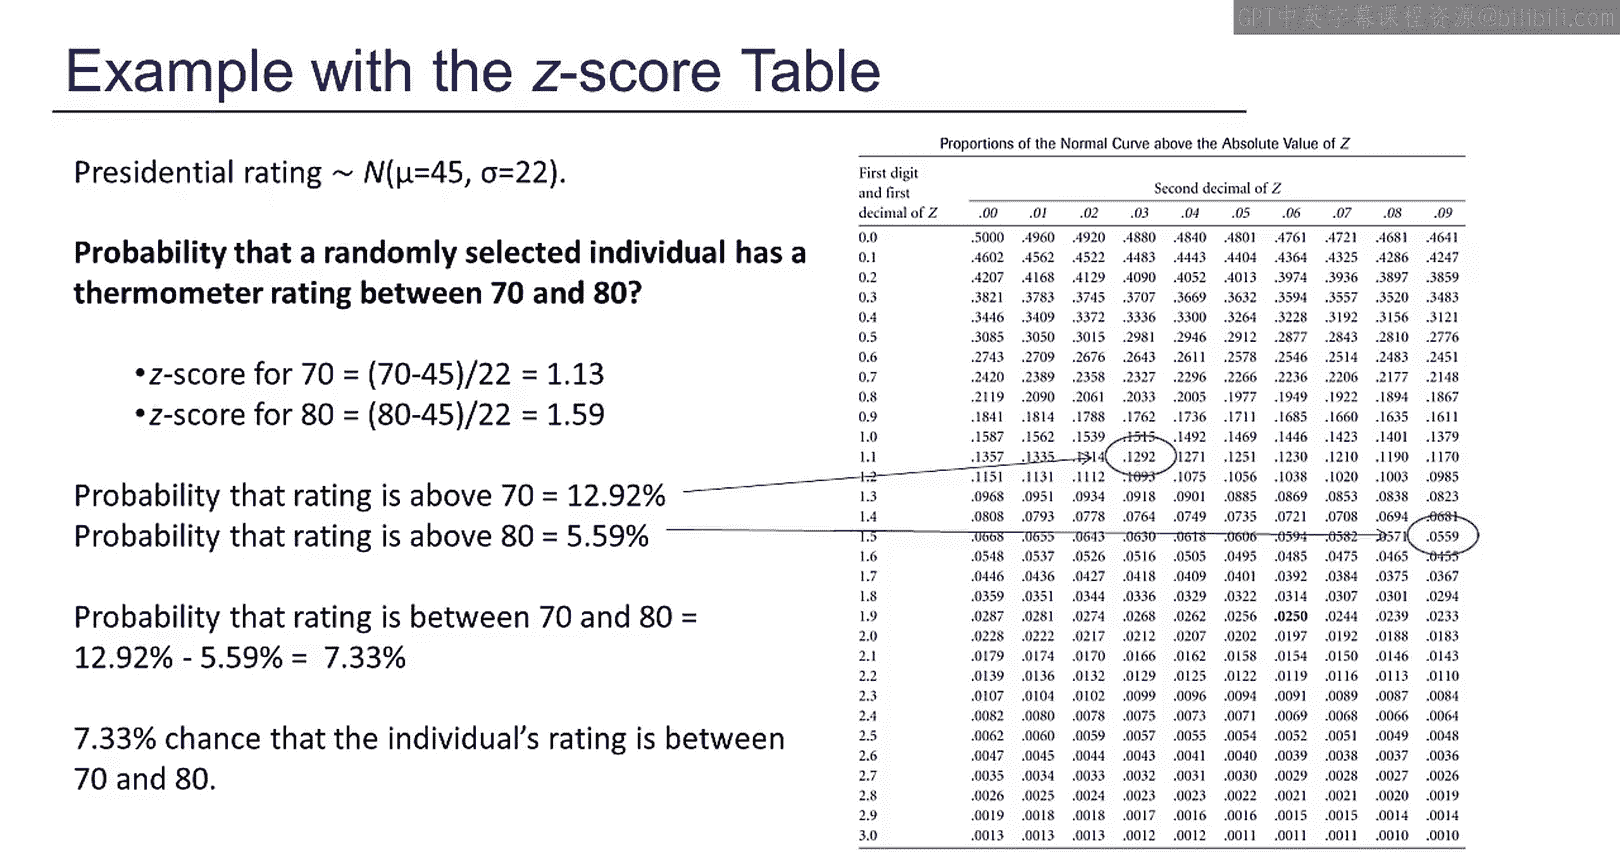 GPT中英字幕课程资源@bilibili.com
Example with the z-score Table
Presidential rating ~ N(μ=45, σ=22).
Probability that a randomly selected individual has a
thermometer rating between 70 and 80?
•z-score for 70 = (70-45)/22 = 1.13
•z-score for 80 = (80-45)/22 = 1.59
Probability that rating is above 70 = 12.92%
Probability that rating is above 80 = 5.59%
Probability that rating is between 70 and 80 =
12.92% - 5.59% =  7.33%
7.33% chance that the individual's rating is between
70 and 80.
Proportions of the Normal Curve above the Absolute Value of Z
First digit
and first
decimal of Z
Second decimal of Z
.00 .01 .02 .03 .04 .05 .06 .07 .08 .09
0.0 .5000 .4960 .4920 .4880 .4840 .4801 .4761 .4721 .4681 .4641
0.1 .4602 .4562 .4522 .4483 .4443 .4404 .4364 .4325 .4286 .4247
0.2 .4207 .4168 .4129 .4090 .4052 .4013 .3974 .3936 .3897 .3859
0.3 .3821 .3783 .3745 .3707 .3669 .3632 .3594 .3557 .3520 .3483
0.4 .3446 .3409 .3372 .3336 .3300 .3264 .3228 .3192 .3156 .3121
0.5 .3085 .3050 .3015 .2981 .2946 .2912 .2877 .2843 .2810 .2776
0.6 .2743 .2709 .2676 .2643 .2611 .2578 .2546 .2514 .2483 .2451
0.7 .2420 .2389 .2358 .2327 .2296 .2266 .2236 .2206 .2177 .2148
0.8 .2119 .2090 .2061 .2033 .2005 .1977 .1949 .1922 .1894 .1867
0.9 .1841 .1814 .1788 .1762 .1736 .1711 .1685 .1660 .1635 .1611
1.0 .1587 .1562 .1539 .1515 .1492 .1469 .1446 .1423 .1401 .1379
1.1 .1357 .1335 .1314 .1292 .1271 .1251 .1230 .1210 .1190 .1170
1.2 .1151 .1131 .1112 .1093 .1075 .1056 .1038 .1020 .1003 .0985
1.3 .0968 .0951 .0934 .0918 .0901 .0885 .0869 .0853 .0838 .0823
1.4 .0808 .0793 .0778 .0764 .0749 .0735 .0721 .0708 .0694 .0681
1.5 .0668 .0655 .0643 .0630 .0618 .0606 .0594 .0582 .0571 .0559
1.6 .0548 .0537 .0526 .0516 .0505 .0495 .0485 .0475 .0465 .0455
1.7 .0446 .0436 .0427 .0418 .0409 .0401 .0392 .0384 .0375 .0367
1.8 .0359 .0351 .0344 .0336 .0329 .0322 .0314 .0307 .0301 .0294
1.9 .0287 .0281 .0274 .0268 .0262 .0256 .0250 .0244 .0239 .0233
2.0 .0228 .0222 .0217 .0212 .0207 .0202 .0197 .0192 .0188 .0183
2.1 .0179 .0174 .0170 .0166 .0162 .0158 .0154 .0150 .0146 .0143
2.2 .0139 .0136 .0132 .0129 .0125 .0122 .0119 .0116 .0113 .0110
2.3 .0107 .0104 .0102 .0099 .0096 .0094 .0091 .0089 .0087 .0084
2.4 .0082 .0080 .0078 .0075 .0073 .0071 .0069 .0068 .0066 .0064
2.5 .0062 .0060 .0059 .0057 .0055 .0054 .0052 .0051 .0049 .0048
2.6 .0047 .0045 .0044 .0043 .0041 .0040 .0039 .0038 .0037 .0036
2.7 .0035 .0034 .0033 .0032 .0031 .0030 .0029 .0028 .0027 .0026
2.8 .0026 .0025 .0024 .0023 .0023 .0022 .0021 .0021 .0020 .0019
2.9 .0019 .0018 .0018 .0017 .0016 .0016 .0015 .0015 .0014 .0014
3.0 .0013 .0013 .0013 .0012 .0012 .0011 .0011 .0011 .0010 .0010